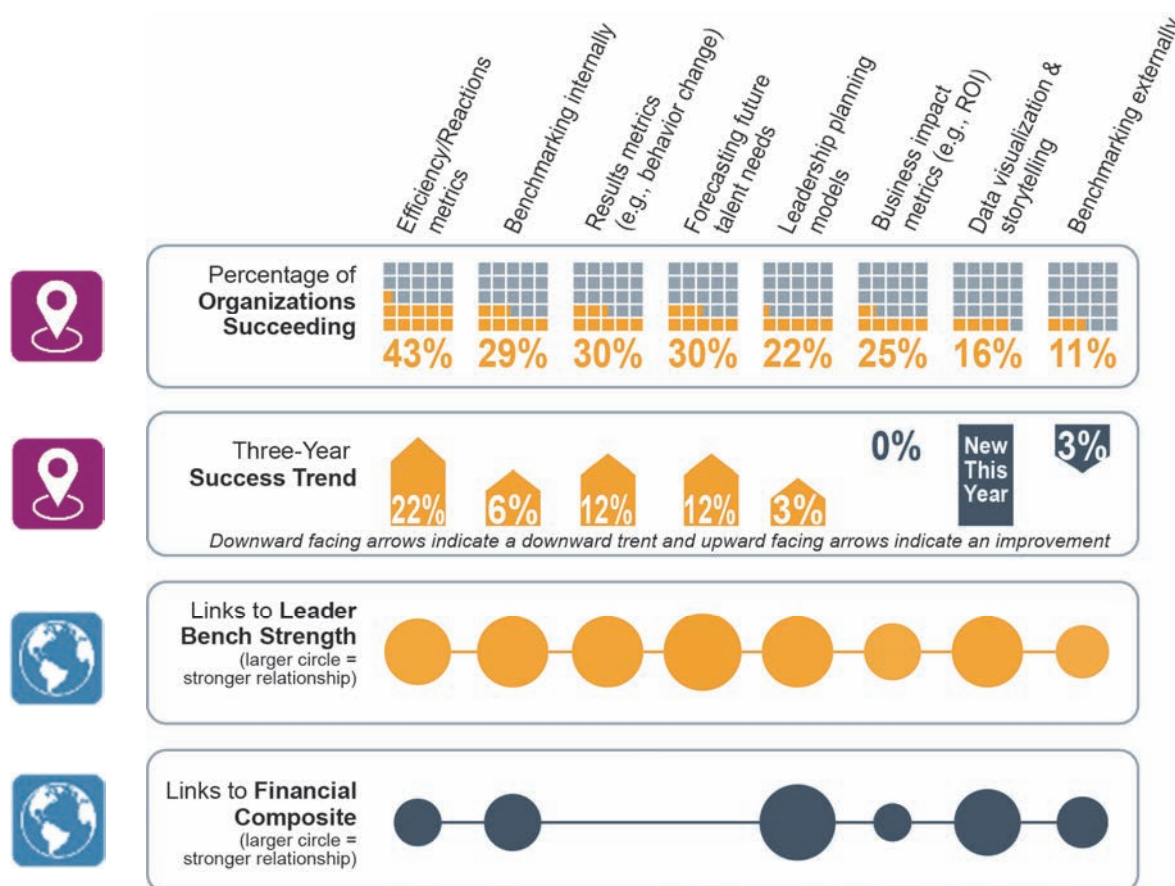 Efficiency/Reactions
metrics
Benchmarking internally
Results metrics
(e.g., behavior change)
Forecasting future
talent needs
Leadership planning
models
Business impact
metrics (e.g., ROI)
Data visualization &
storytelling
Benchmarking externally
Percentage of
Organizations
Succeeding
43% 29% 30% 30% 22% 25% 16% 11%
Three-Year
Success Trend
22% 6% 12% 12% 3% 0% New This Year 3%
Downward facing arrows indicate a downward trent and upward facing arrows indicate an improvement
Links to Leader
Bench Strength
(larger circle =
stronger relationship)
Links to Financial
Composite
(larger circle =
stronger relationship)